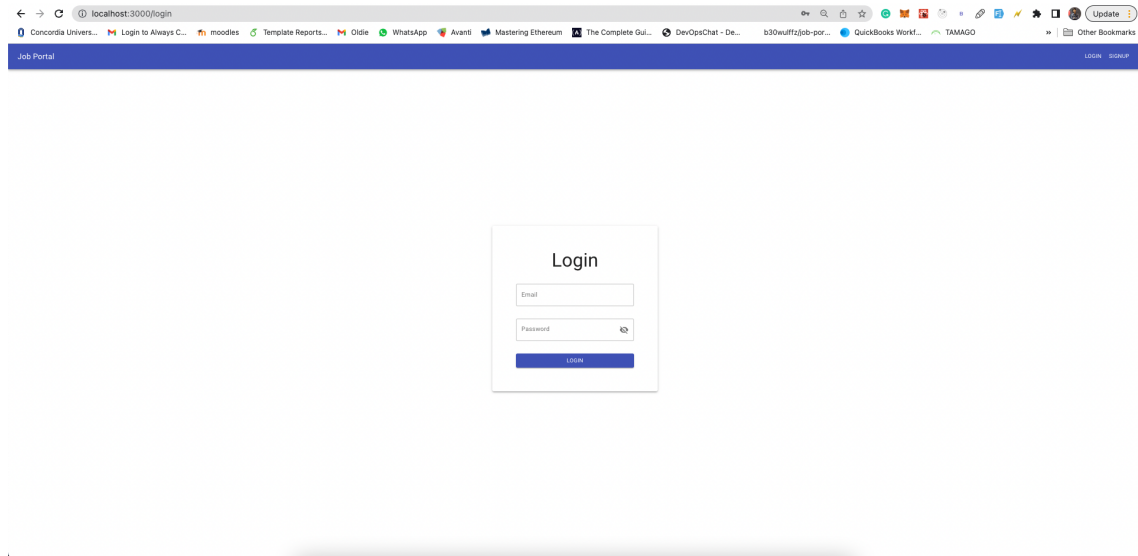 localhost:3000/login
Update
Concordia Univers... Login to Always C... moodles Template Reports... Oldie WhatsApp Avanti Mastering Ethereum The Complete Gui... DevOpsChat - De... b30wulffz/job-por... QuickBooks Workf... TAMAGO » Other Bookmarks
Job Portal LOGIN SIGNUP
Login
Email
Password
LOGIN